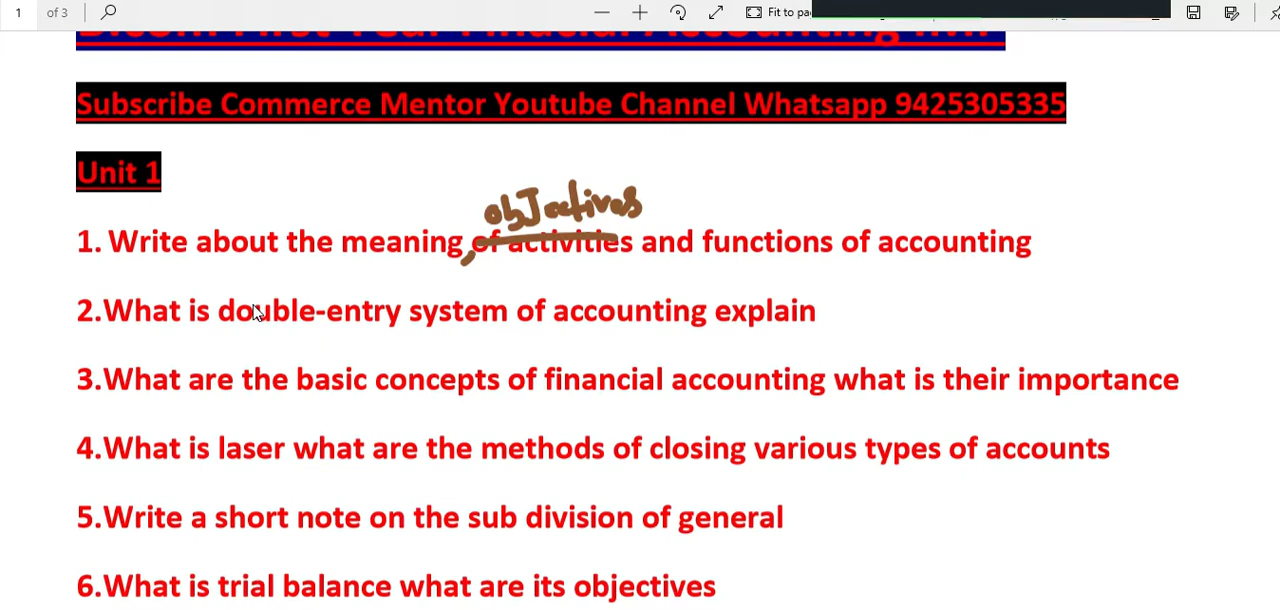 1 of 3 Fit to pa
Subscribe Commerce Mentor Youtube Channel Whatsapp 9425305335
Unit 1
objectives
1. Write about the meaning , of activities and functions of accounting
2.What is double-entry system of accounting explain
3.What are the basic concepts of financial accounting what is their importance
4.What is laser what are the methods of closing various types of accounts
5.Write a short note on the sub division of general
6.What is trial balance what are its objectives